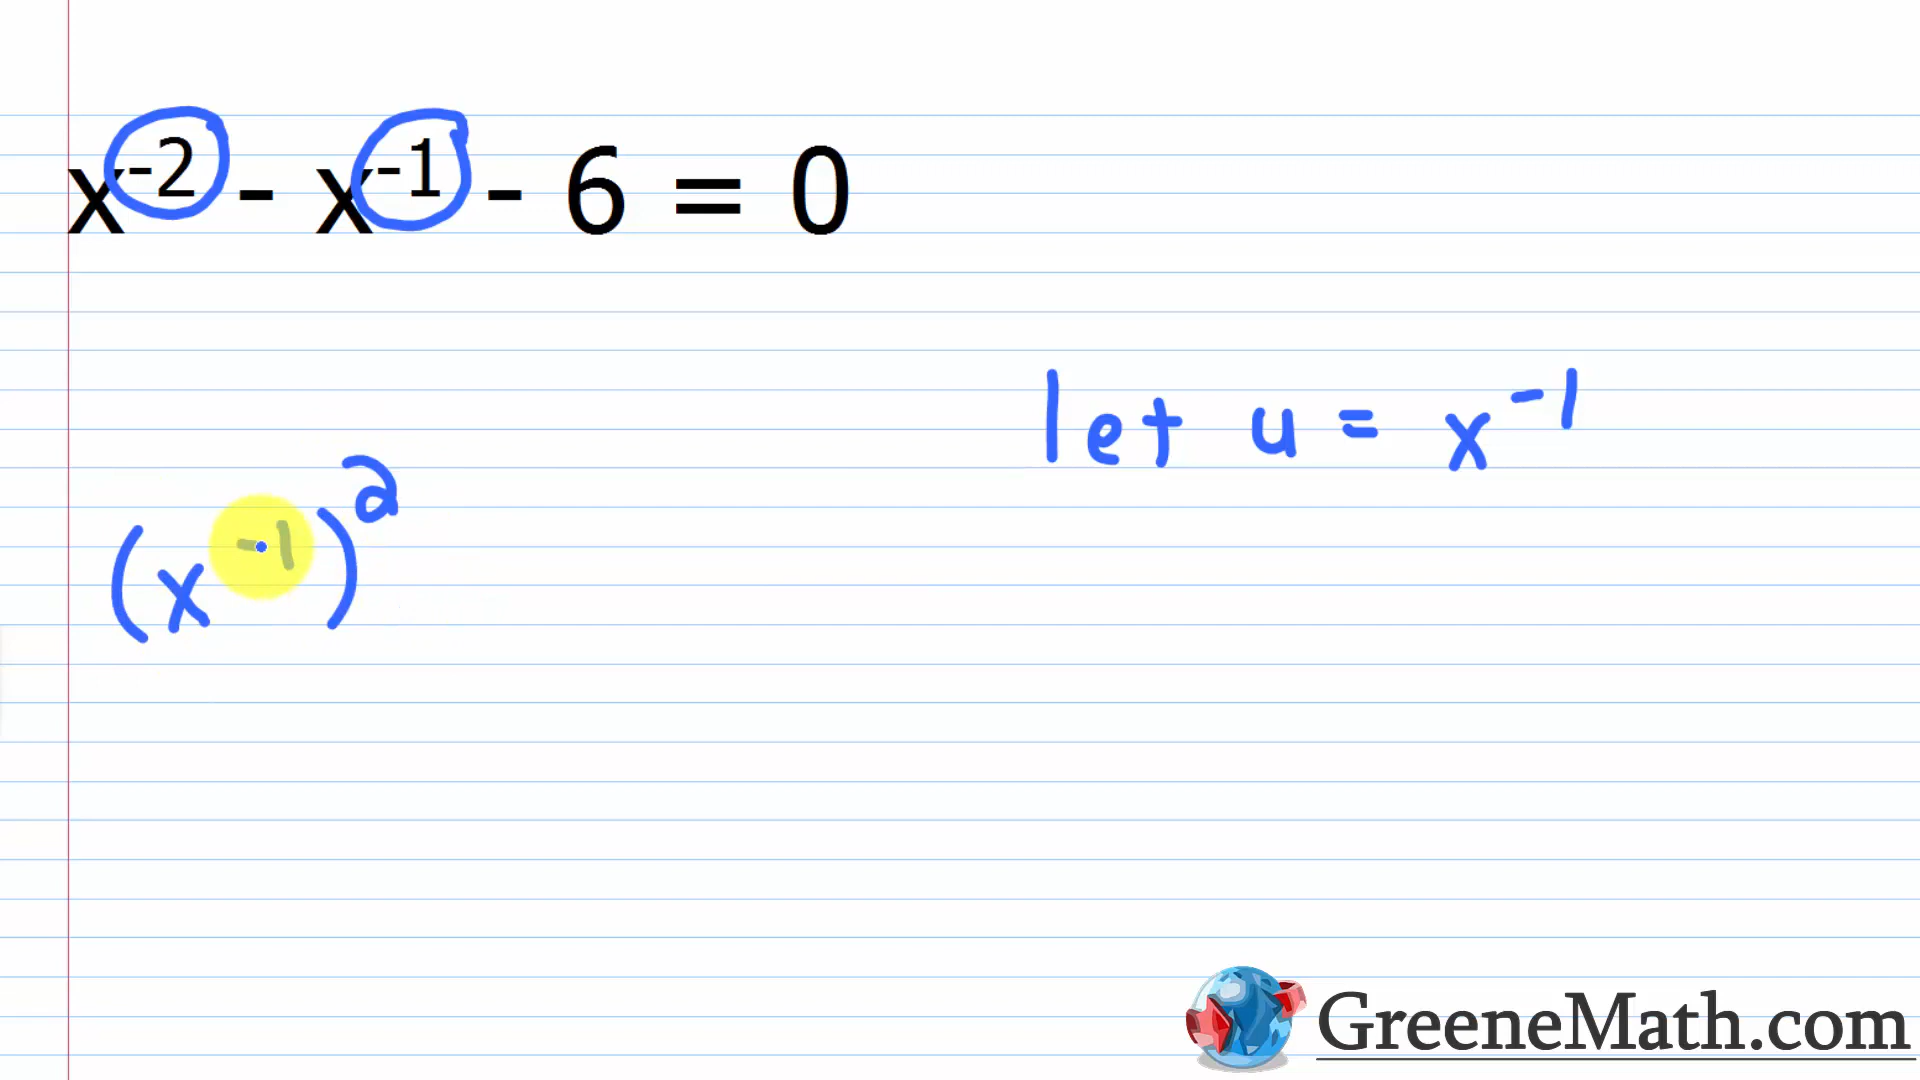 x⁻² - x⁻¹ - 6 = 0
let u = x⁻¹
(x⁻¹)²
GreeneMath.com